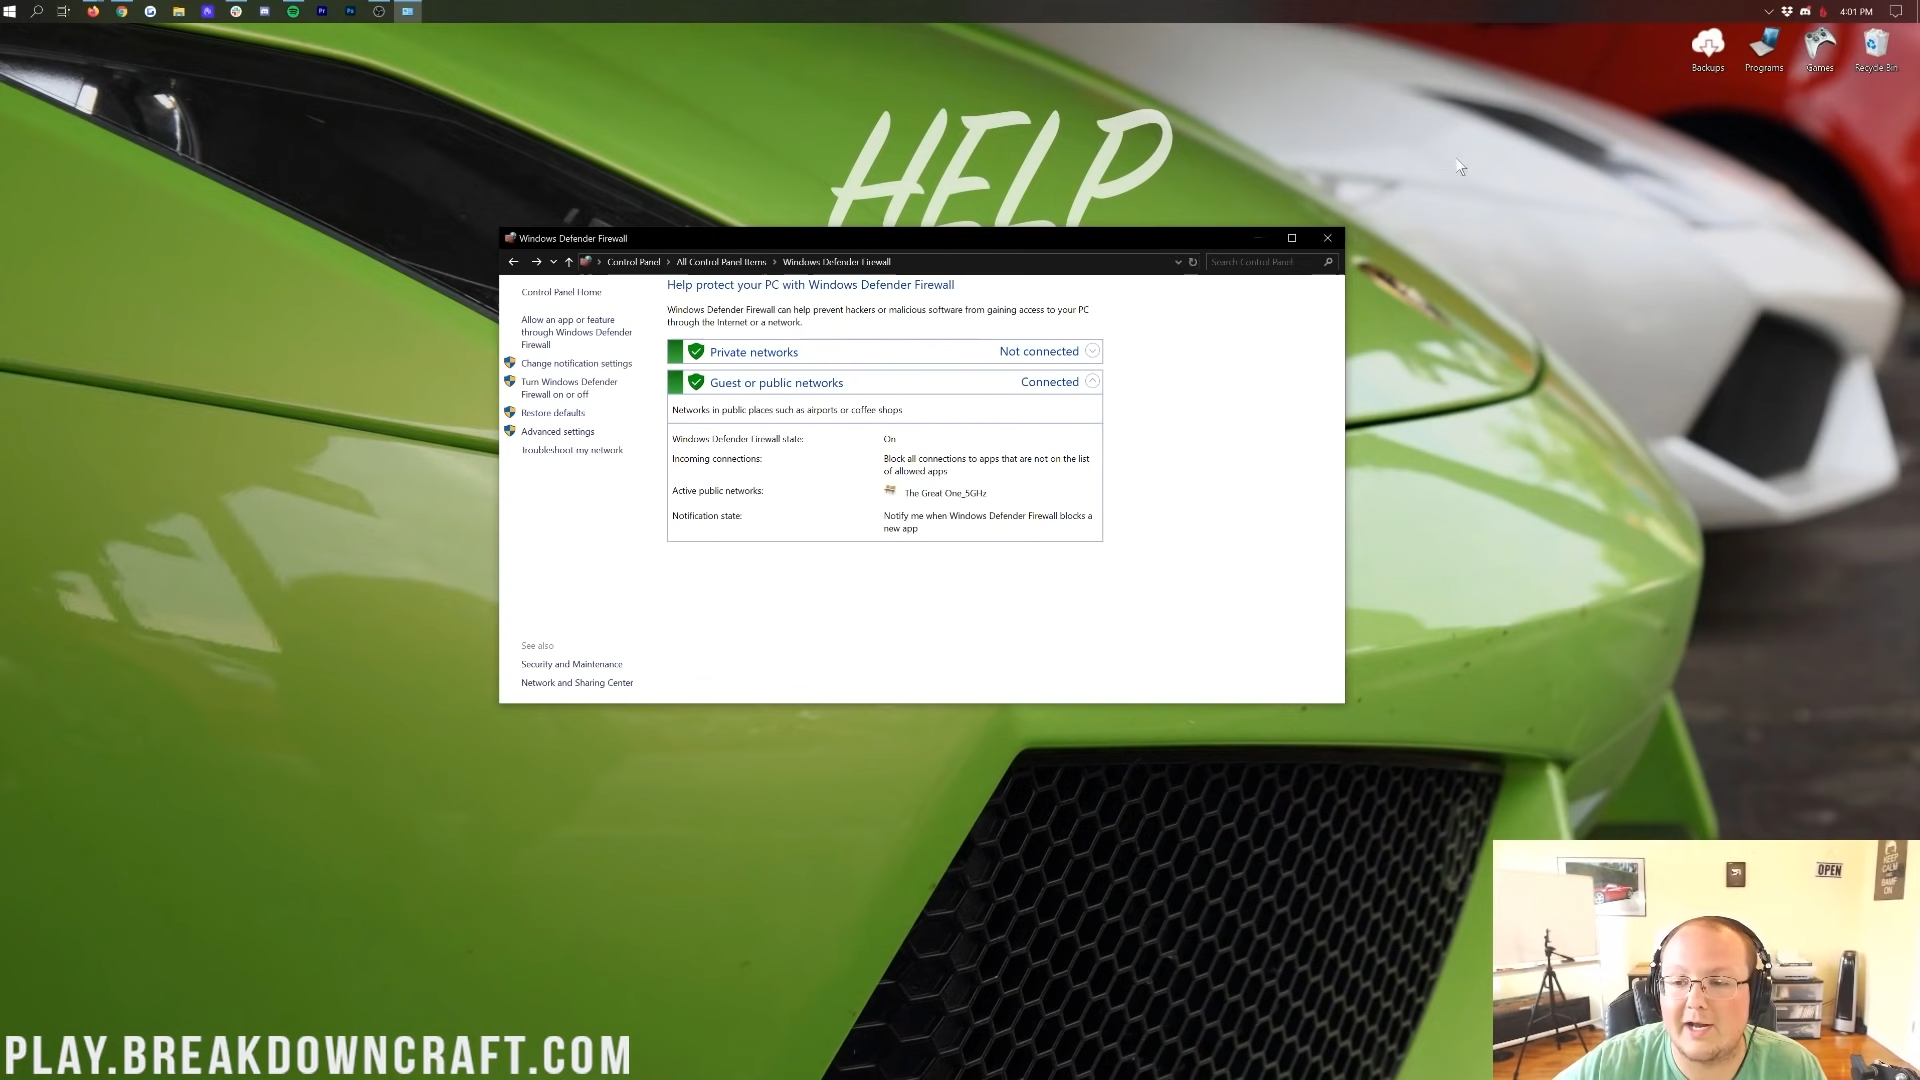 4:01 PM
Backups
Programs
Games
Recycle Bin
HELP
Windows Defender Firewall
Control Panel > All Control Panel Items > Windows Defender Firewall
Search Control Panel
Control Panel Home
Allow an app or feature
through Windows Defender
Firewall
Change notification settings
Turn Windows Defender
Firewall on or off
Restore defaults
Advanced settings
Troubleshoot my network
See also
Security and Maintenance
Network and Sharing Center
Help protect your PC with Windows Defender Firewall
Windows Defender Firewall can help prevent hackers or malicious software from gaining access to your PC
through the Internet or a network.
Private networks Not connected
Guest or public networks Connected
Networks in public places such as airports or coffee shops
Windows Defender Firewall state: On
Incoming connections: Block all connections to apps that are not on the list
of allowed apps
Active public networks: The Great One_5GHz
Notification state: Notify me when Windows Defender Firewall blocks a
new app
OPEN
KEEP
CALM
AND
BAMF
ON
PLAY.BREAKDOWNCRAFT.COM